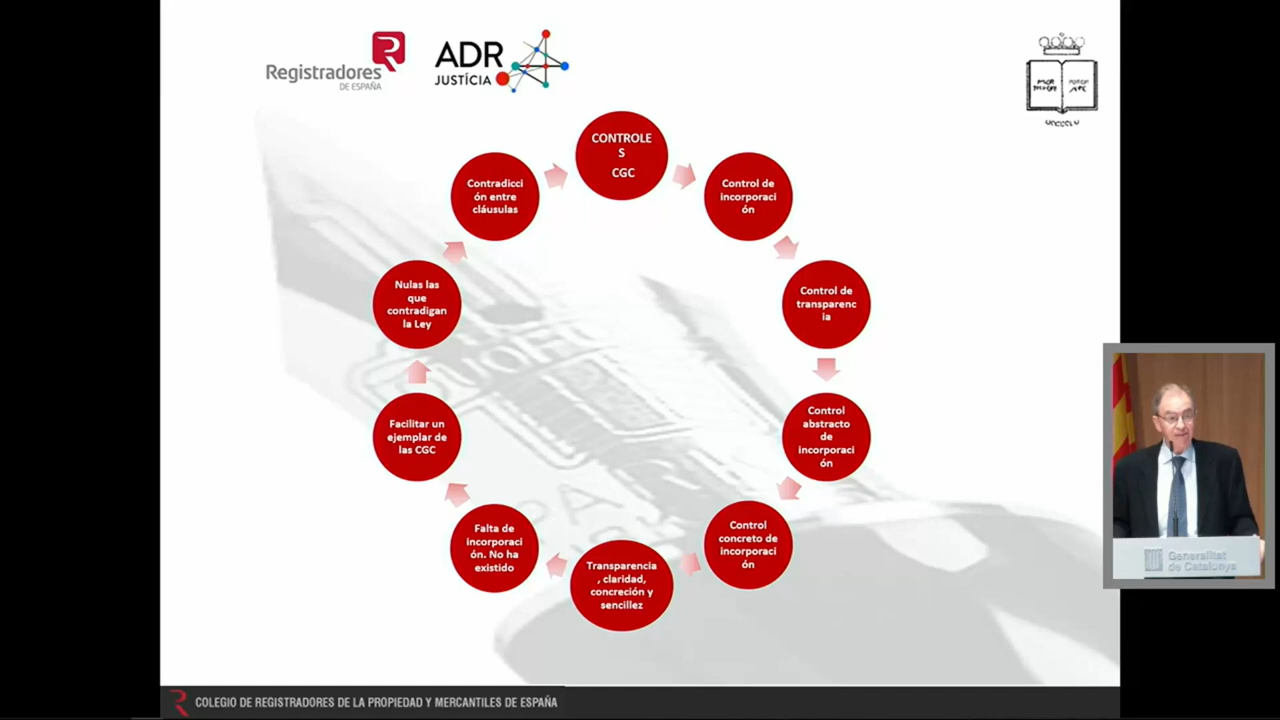 Registradores
DE ESPAÑA
ADR
JUSTÍCIA
CONTROLE
S
CGC
Control de
incorporaci
ón
Control de
transparenc
ia
Control
abstracto
de
incorporaci
ón
Control
concreto de
incorporaci
ón
Transparencia
, claridad,
concreción y
sencillez
Falta de
incorporaci
ón. No ha
existido
Facilitar un
ejemplar de
las CGC
Nulas las
que
contradigan
la Ley
Contradicci
ón entre
cláusulas
Generalitat
de Catalunya
COLEGIO DE REGISTRADORES DE LA PROPIEDAD Y MERCANTILES DE ESPAÑA